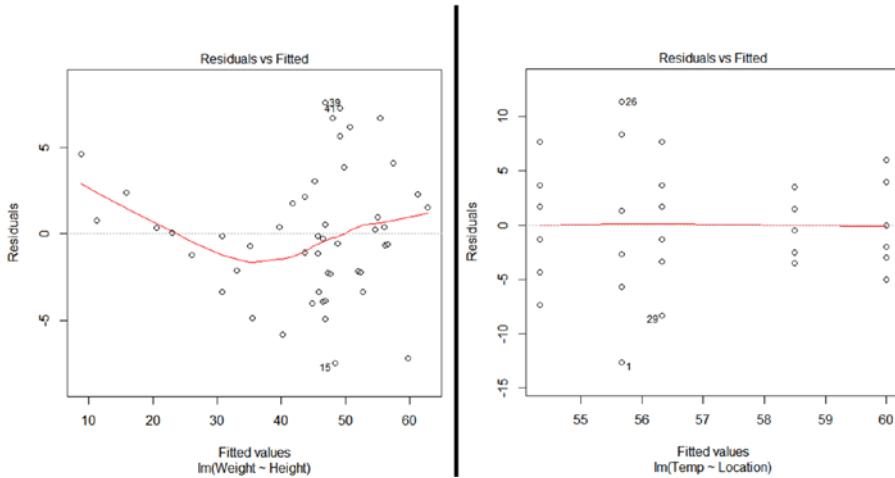 Residuals vs Fitted
39
41
15
5
0
-5
Residuals
10 20 30 40 50 60
Fitted values
lm(Weight ~ Height)
Residuals vs Fitted
26
29
1
10
5
0
-5
-10
-15
Residuals
55 56 57 58 59 60
Fitted values
lm(Temp ~ Location)